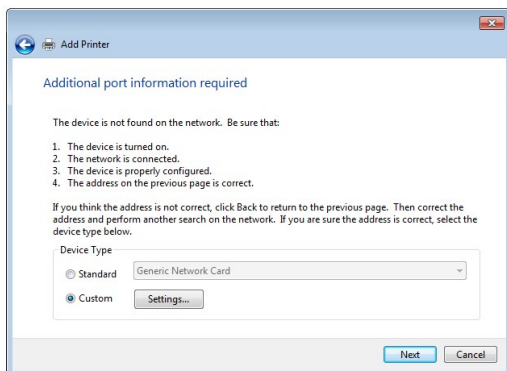 Add Printer
Additional port information required
The device is not found on the network. Be sure that:
1. The device is turned on.
2. The network is connected.
3. The device is properly configured.
4. The address on the previous page is correct.
If you think the address is not correct, click Back to return to the previous page. Then correct the
address and perform another search on the network. If you are sure the address is correct, select the
device type below.
Device Type
Standard Generic Network Card
Custom Settings...
Next Cancel